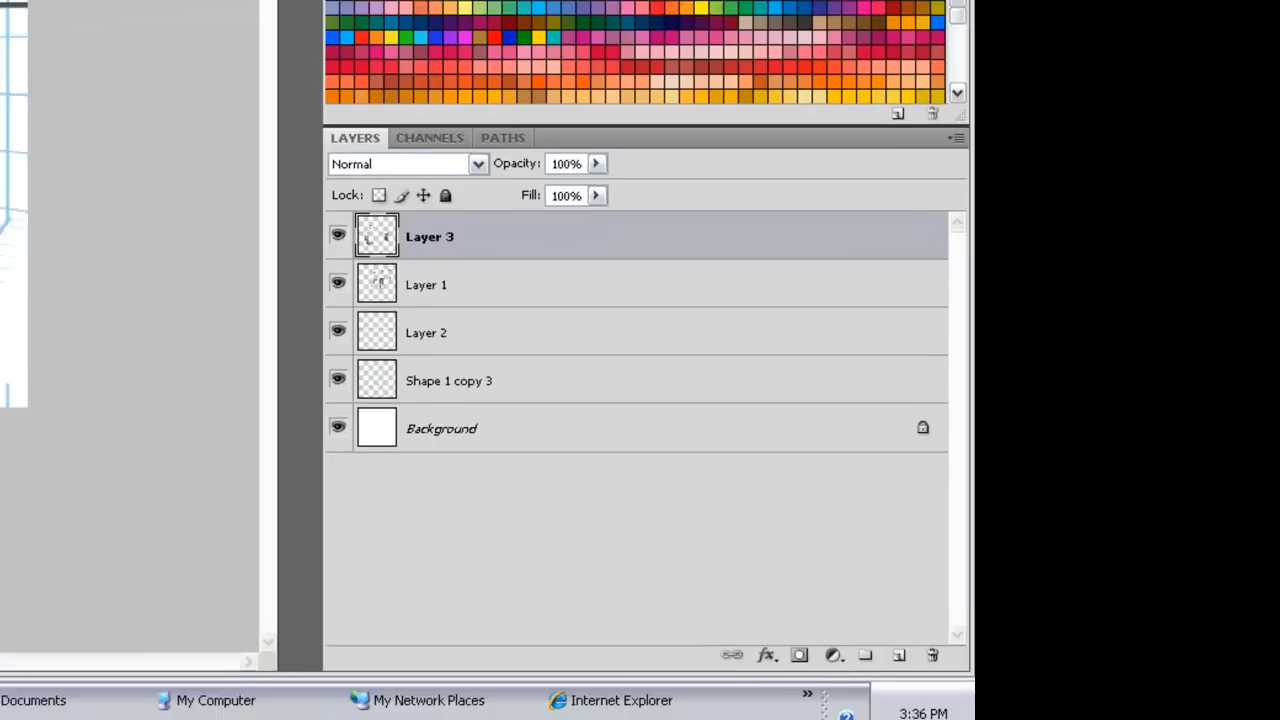 LAYERS CHANNELS PATHS
Normal Opacity: 100%
Lock: Fill: 100%
Layer 3
Layer 1
Layer 2
Shape 1 copy 3
Background
Documents My Computer My Network Places Internet Explorer »
3:36 PM